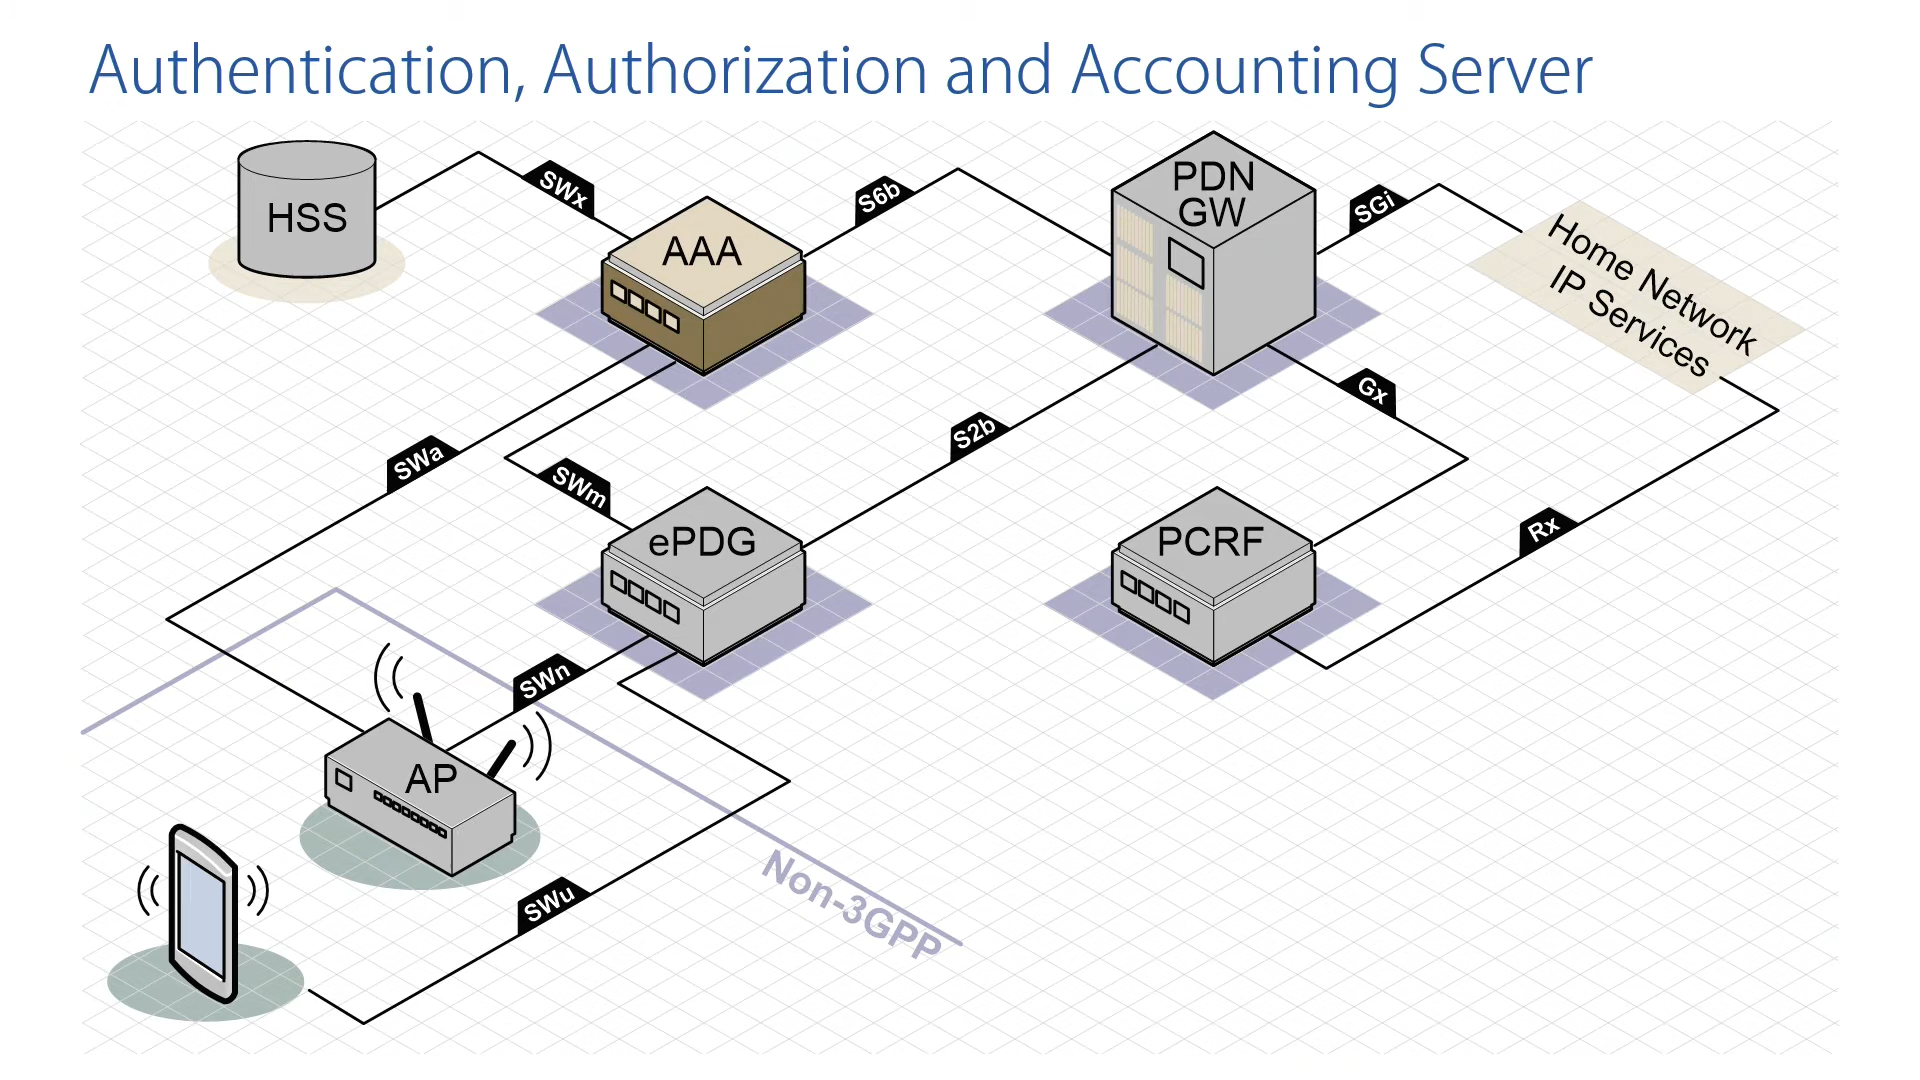 Authentication, Authorization and Accounting Server
HSS
SWx
AAA
S6b
PDN
GW
SGi
Home Network
IP Services
SWa
SWm
S2b
Gx
ePDG
PCRF
Rx
SWn
AP
SWu
Non-3GPP